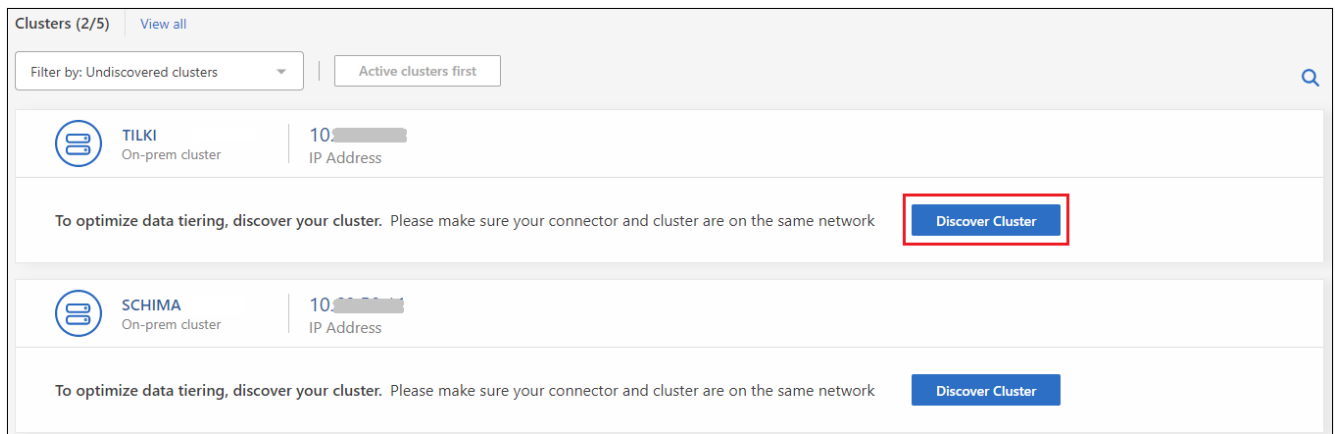 Clusters (2/5) View all
Filter by: Undiscovered clusters Active clusters first
TILKI 10.
On-prem cluster IP Address
To optimize data tiering, discover your cluster. Please make sure your connector and cluster are on the same network Discover Cluster
SCHIMA 10.
On-prem cluster IP Address
To optimize data tiering, discover your cluster. Please make sure your connector and cluster are on the same network Discover Cluster